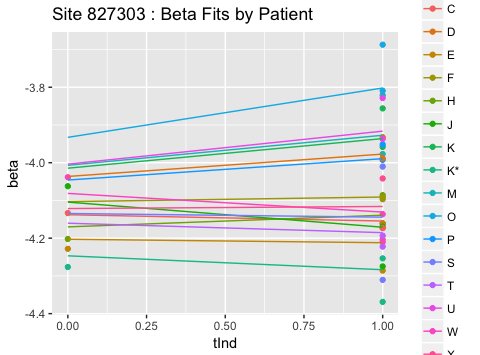 Site 827303 : Beta Fits by Patient
beta
-3.8
-4.0
-4.2
-4.4
0.00 0.25 0.50 0.75 1.00
tInd
C
D
E
F
H
J
K
K*
M
O
P
S
T
U
W